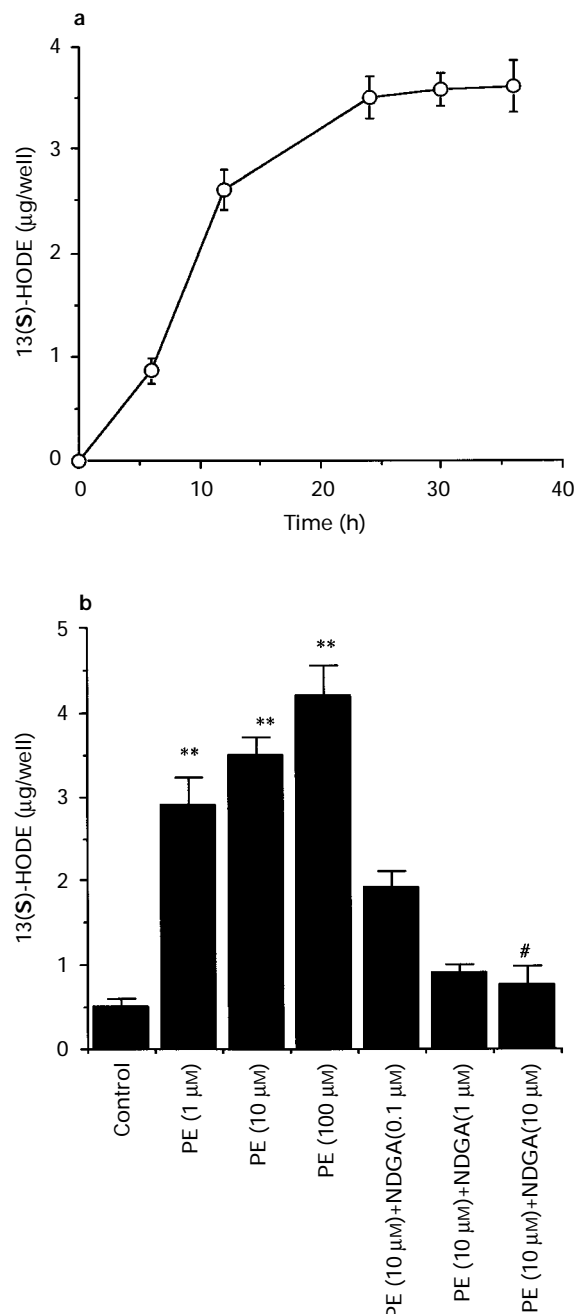 a
4
3
2
1
0
13(S)-HODE (µg/well)
0 10 20 30 40
Time (h)
b
5
4
3
2
1
0
13(S)-HODE (µg/well)
**
**
**
#
Control
PE (1 µM)
PE (10 µM)
PE (100 µM)
PE (10 µM)+NDGA(0.1 µM)
PE (10 µM)+NDGA(1 µM)
PE (10 µM)+NDGA(10 µM)